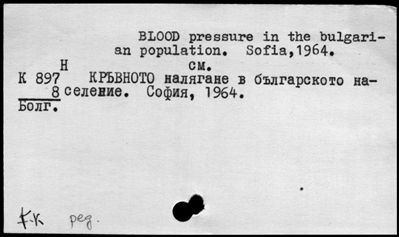 BLOOD pressure in the bulgari-
an population. Sofia,1964.
Н см.
К 897 КРЪВНОТО налягане в българското на-
8 селение. София, 1964.
Болг.
К-К ред.